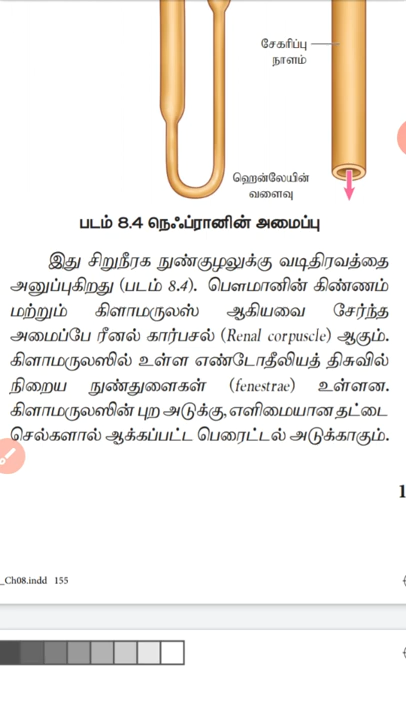 சேகரிப்பு
நாளம்
ஹென்லேயின்
வளைவு
படம் 8.4 நெஃப்ரானின் அமைப்பு
இது சிறுநீரக நுண்குழலுக்கு வடிதிரவத்தை
அனுப்புகிறது (படம் 8.4). பௌமானின் கிண்ணம்
மற்றும் கிளாமருலஸ் ஆகியவை சேர்ந்த
அமைப்பே ரீனல் கார்பசல் (Renal corpuscle) ஆகும்.
கிளாமருலஸில் உள்ள எண்டோதீலியத் திசுவில்
நிறைய நுண்துளைகள் (fenestrae) உள்ளன.
கிளாமருலஸின் புற அடுக்கு, எளிமையான தட்டை
செல்களால் ஆக்கப்பட்ட பெரைட்டல் அடுக்காகும்.
1
_Ch08.indd 155